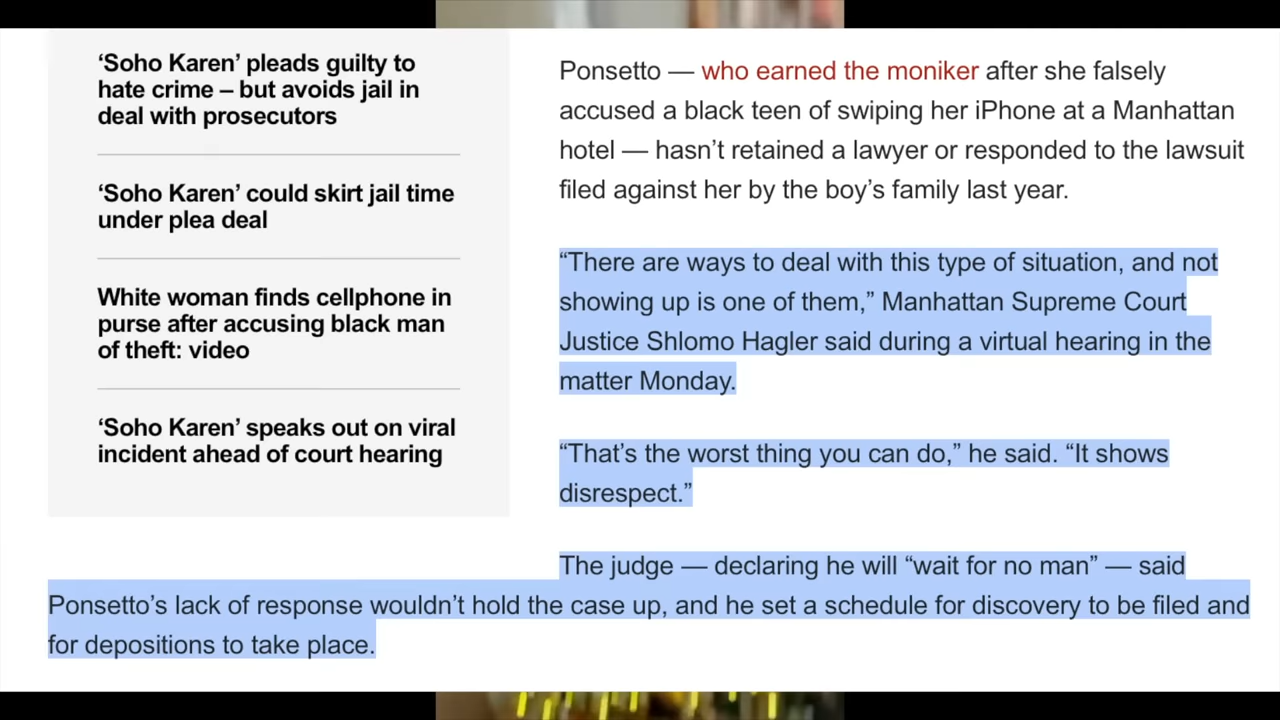 ‘Soho Karen’ pleads guilty to
hate crime – but avoids jail in
deal with prosecutors
‘Soho Karen’ could skirt jail time
under plea deal
White woman finds cellphone in
purse after accusing black man
of theft: video
‘Soho Karen’ speaks out on viral
incident ahead of court hearing
Ponsetto — who earned the moniker after she falsely
accused a black teen of swiping her iPhone at a Manhattan
hotel — hasn’t retained a lawyer or responded to the lawsuit
filed against her by the boy’s family last year.
“There are ways to deal with this type of situation, and not
showing up is one of them,” Manhattan Supreme Court
Justice Shlomo Hagler said during a virtual hearing in the
matter Monday.
“That’s the worst thing you can do,” he said. “It shows
disrespect.”
The judge — declaring he will “wait for no man” — said
Ponsetto’s lack of response wouldn’t hold the case up, and he set a schedule for discovery to be filed and
for depositions to take place.